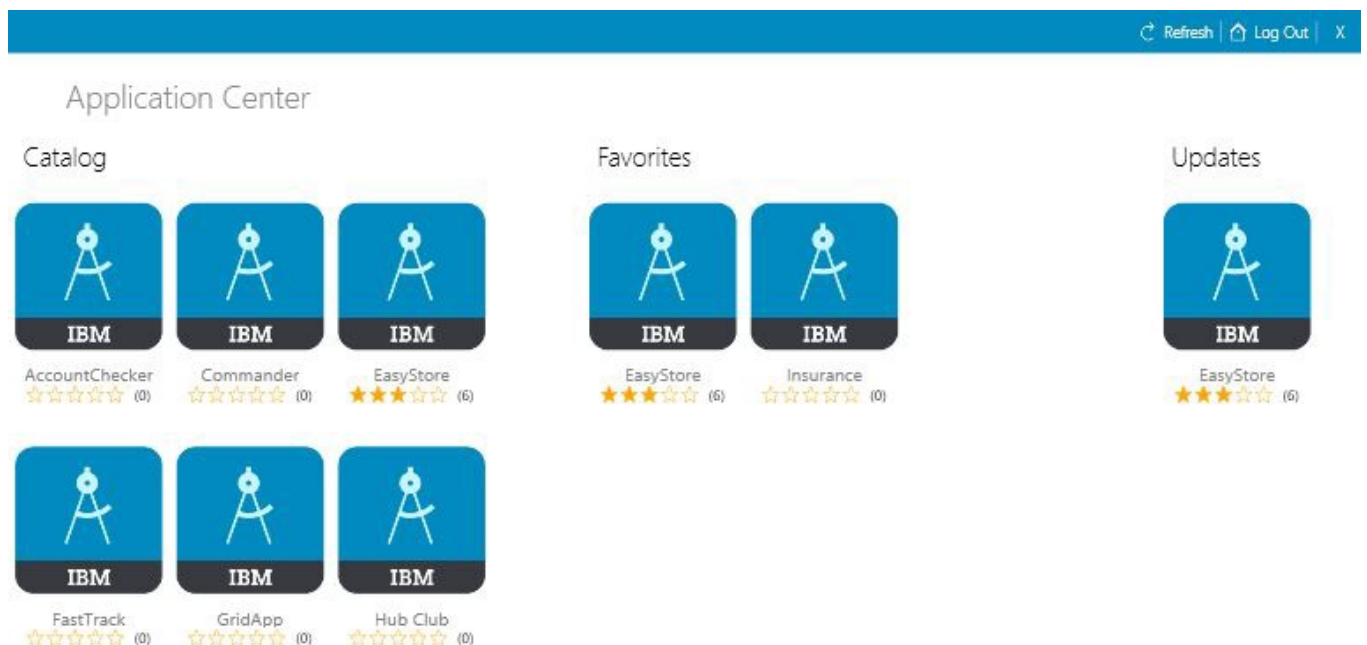 Refresh | Log Out | X
Application Center
Catalog
Favorites
Updates
IBM IBM IBM IBM IBM IBM
AccountChecker Commander EasyStore EasyStore Insurance EasyStore
(0) (0) (6) (6) (0) (6)
IBM IBM IBM
FastTrack GridApp Hub Club
(0) (0) (0)